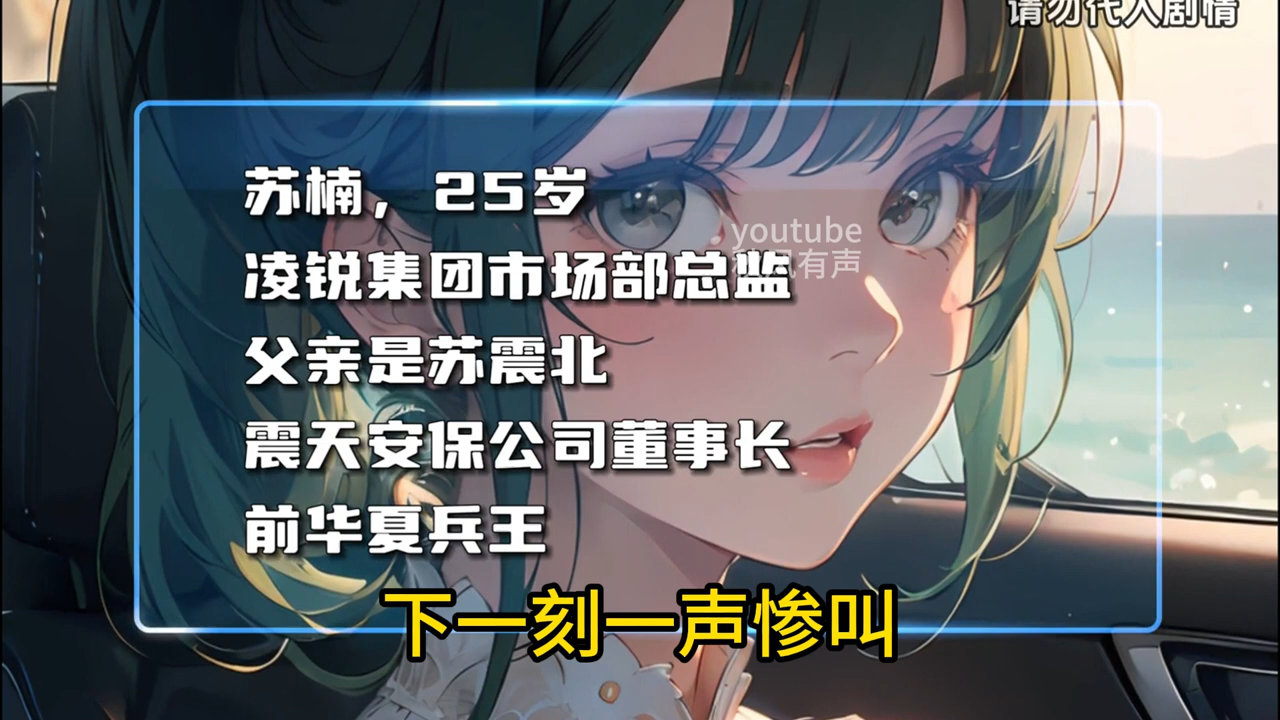 请勿代入剧情
苏楠，25岁
youtube
有声
凌锐集团市场部总监
父亲是苏震北
震天安保公司董事长
前华夏兵王
下一刻一声惨叫